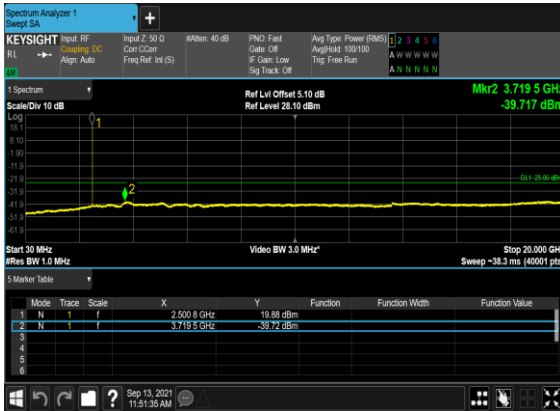 Spectrum Analyzer 1
Swept SA
+
KEYSIGHT Input: RF Input Z: 50 Ω #Atten: 40 dB PNO: Fast Avg Type: Power (RMS) 1 2 3 4 5 6
RL Coupling: DC Corr CCorr Gate: Off Avg|Hold: 100/100 A W W W W W
Align: Auto Freq Ref: Int (S) IF Gain: Low Trig: Free Run
Sig Track: Off A N N N N N
1 Spectrum
Scale/Div 10 dB
Ref Lvl Offset 5.10 dB
Ref Level 28.10 dBm
Mkr2 3.719 5 GHz
-39.717 dBm
Log
18.1
8.10
-1.90
-11.9
-21.9
-31.9
-41.9
-51.9
-61.9
1
2
DL1 -25.00 dBm
Start 30 MHz Video BW 3.0 MHz* Stop 20.000 GH
#Res BW 1.0 MHz Sweep ~38.3 ms (40001 pts
5 Marker Table
Mode Trace Scale X Y Function Function Width Function Value
1 N 1 f 2.500 8 GHz 19.88 dBm
2 N 1 f 3.719 5 GHz -39.72 dBm
3
4
5
6
?
Sep 13, 2021
11:51:35 AM